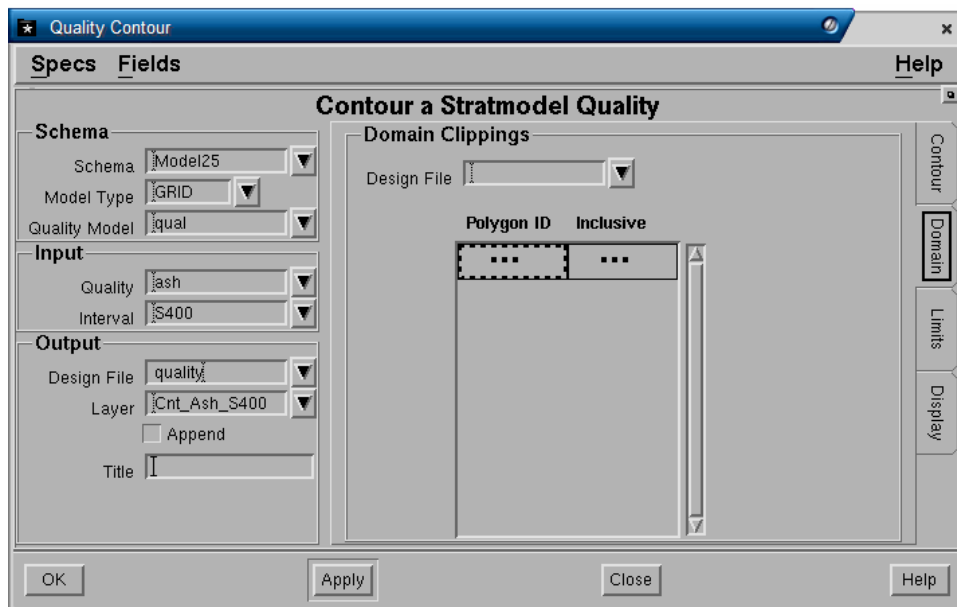 Quality Contour
Specs Fields Help
Contour a Stratmodel Quality
Schema
Schema Model25
Model Type GRID
Quality Model qual
Input
Quality ash
Interval S400
Output
Design File quality
Layer Cnt_Ash_S400
Append
Title
Domain Clippings
Design File
Polygon ID Inclusive
... ...
Contour
Domain
Limits
Display
OK Apply Close Help